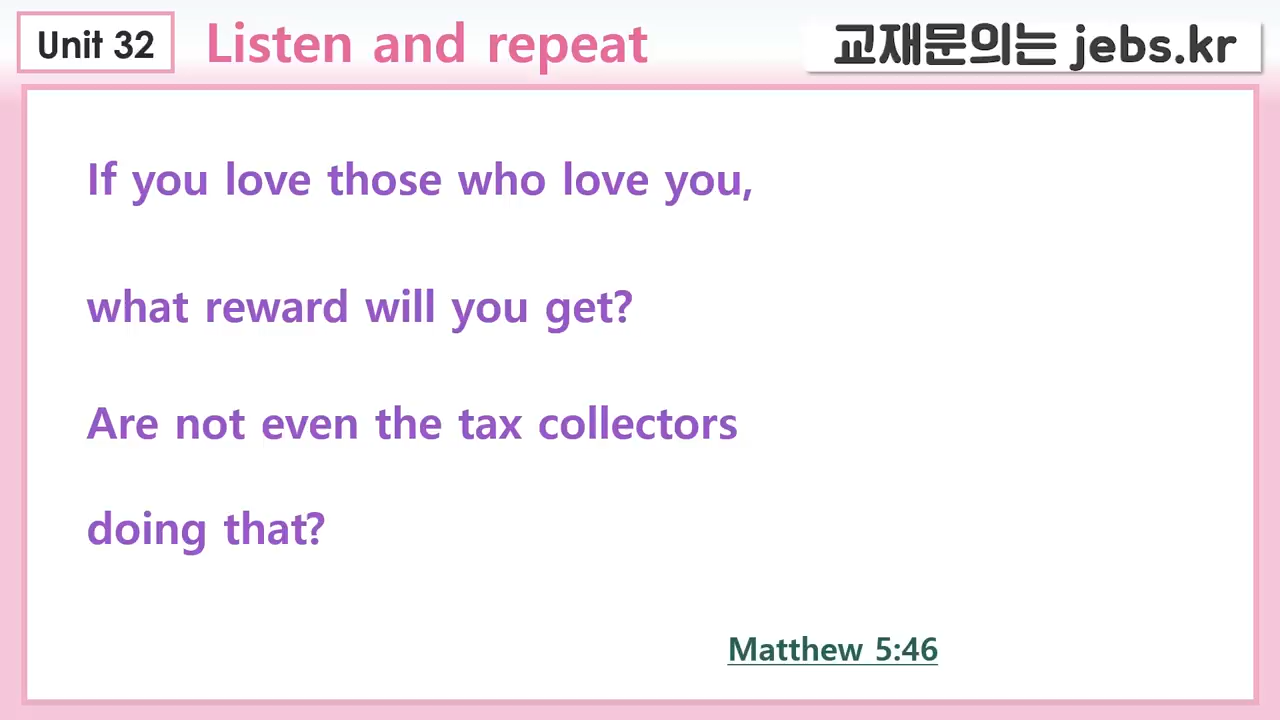 Unit 32 Listen and repeat 교재문의는 jebs.kr
If you love those who love you,
what reward will you get?
Are not even the tax collectors
doing that?
Matthew 5:46